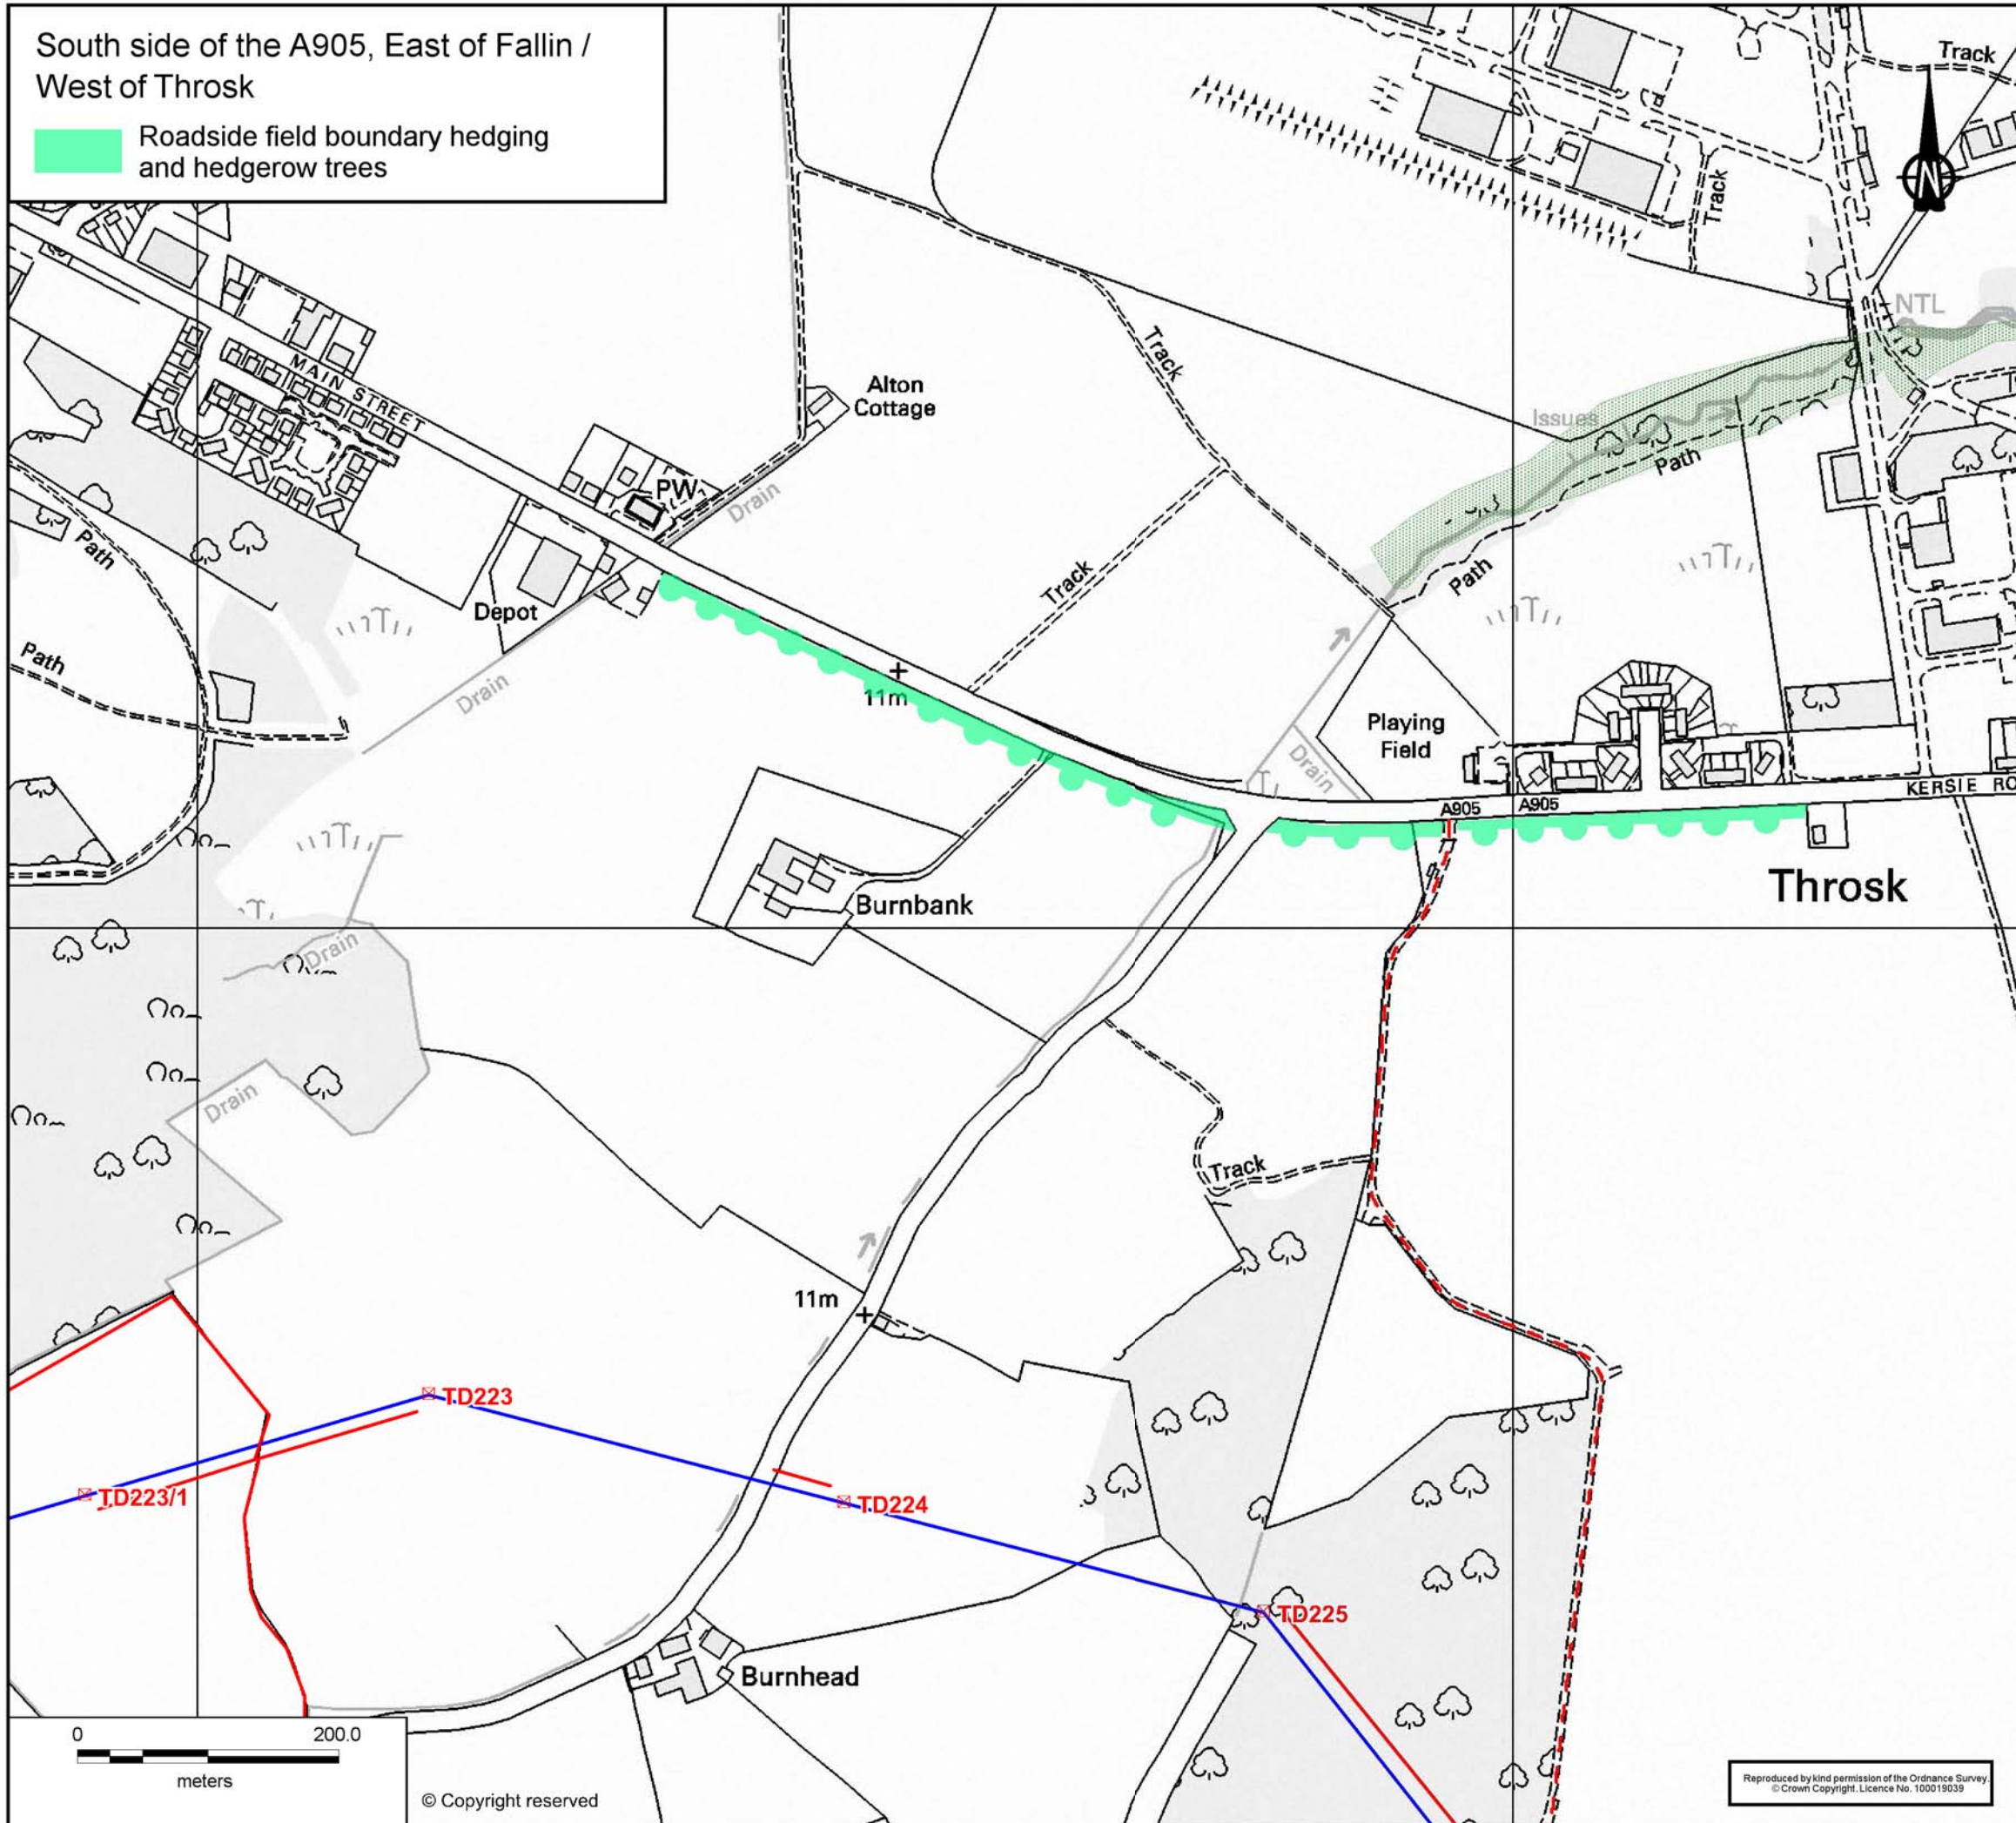 South side of the A905, East of Fallin /
West of Throsk
Roadside field boundary hedging
and hedgerow trees
Track
N
Track
NTL
Track
MAIN STREET
Alton
Cottage
Issues
Path
PW
Drain
Path
Depot
Track
Path
11m
Path
Drain
Playing
Field
Drain
A905
A905
KERSIE RO
Throsk
Burnbank
Drain
Drain
Track
11m
TD223
TD223/1
TD224
TD225
Burnhead
0
200.0
meters
© Copyright reserved
Reproduced by kind permission of the Ordnance Survey.
© Crown Copyright. Licence No. 100019039